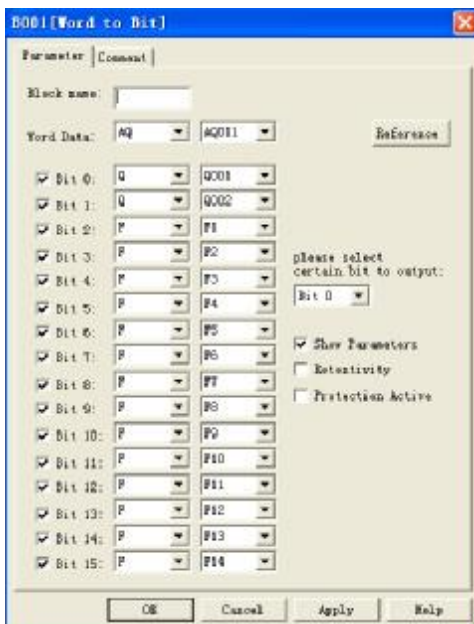 B001[Word to Bit]
Parameter Comment
Block name:
Word Data: AQ AQ011 Reference
Bit 0: Q Q001
Bit 1: Q Q002
Bit 2: F F1
Bit 3: F F2
please select
certain bit to output:
Bit 4: F F3
Bit 0
Bit 5: F F4
Bit 6: F F5
Show Parameters
Bit 7: F F6
Retentivity
Bit 8: F F7
Protection Active
Bit 9: F F8
Bit 10: F F9
Bit 11: F F10
Bit 12: F F11
Bit 13: F F12
Bit 14: F F13
Bit 15: F F14
OK Cancel Apply Help